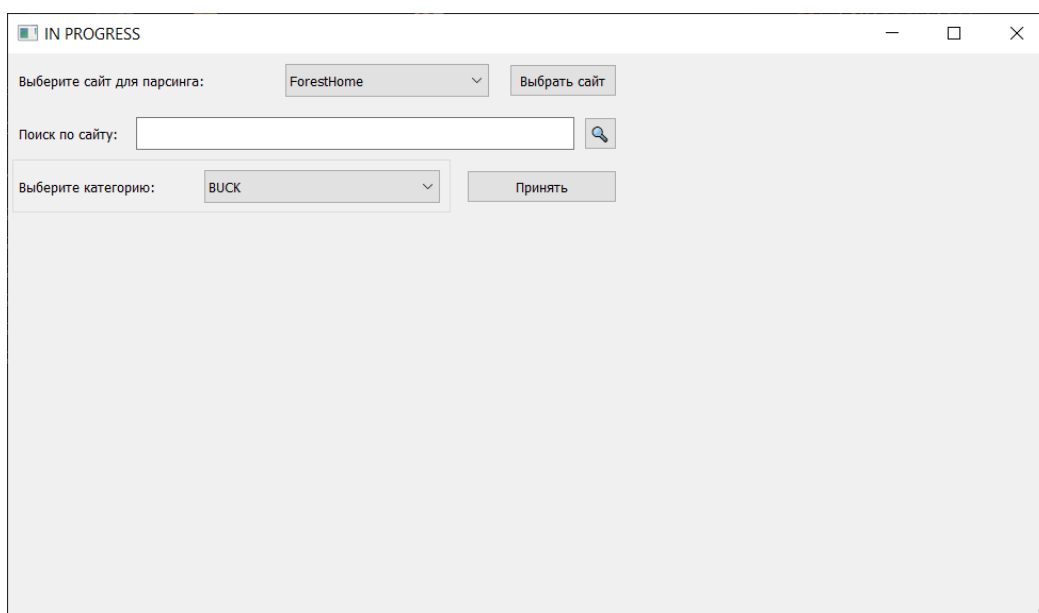 IN PROGRESS
Выберите сайт для парсинга: ForestHome Выбрать сайт
Поиск по сайту:
Выберите категорию: BUCK Принять